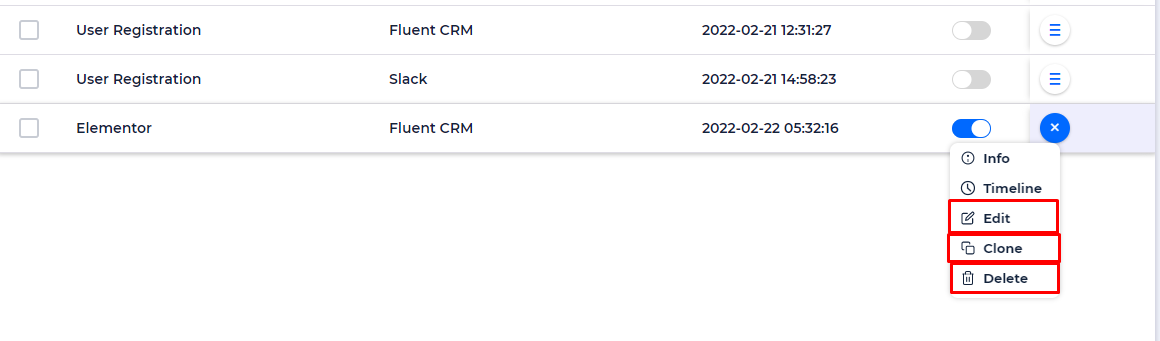 User Registration Fluent CRM 2022-02-21 12:31:27
User Registration Slack 2022-02-21 14:58:23
Elementor Fluent CRM 2022-02-22 05:32:16
Info
Timeline
Edit
Clone
Delete